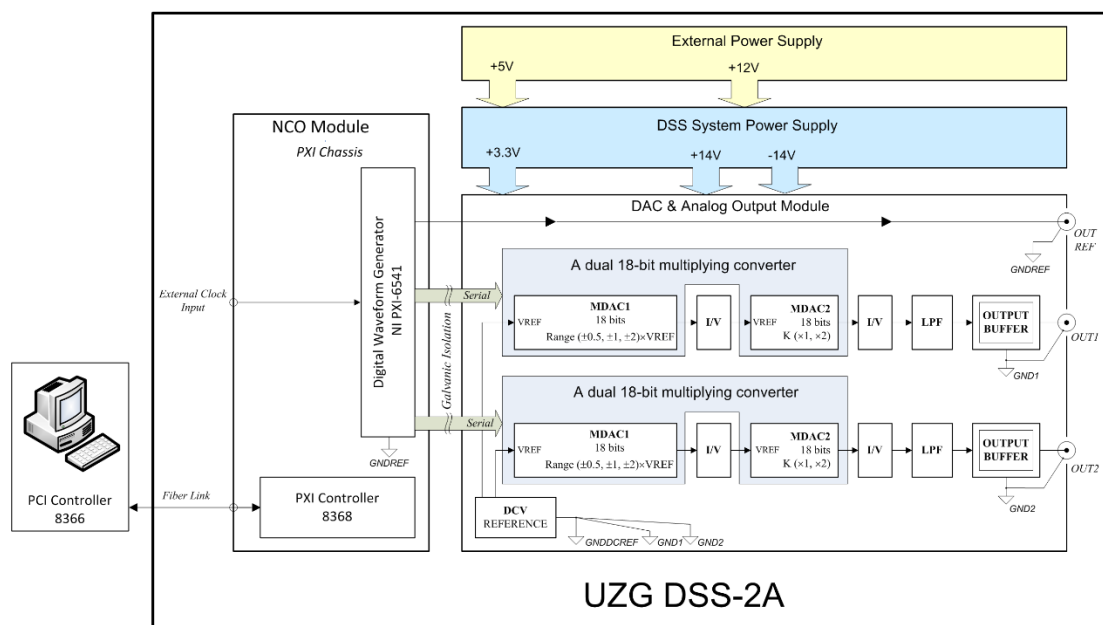 External Power Supply
+5V
+12V
NCO Module
PXI Chassis
DSS System Power Supply
+3.3V
+14V
-14V
DAC & Analog Output Module
OUT
REF
GNDREF
Digital Waveform Generator
NI PXI-6541
External Clock
Input
Serial
Galvanic Isolation
A dual 18-bit multiplying converter
VREF
MDAC1
18 bits
Range (±0.5, ±1, ±2)×VREF
I/V
VREF
MDAC2
18 bits
K (×1, ×2)
I/V
LPF
OUTPUT
BUFFER
OUT1
GND1
A dual 18-bit multiplying converter
Serial
VREF
MDAC1
18 bits
Range (±0.5, ±1, ±2)×VREF
I/V
VREF
MDAC2
18 bits
K (×1, ×2)
I/V
LPF
OUTPUT
BUFFER
OUT2
GND2
GNDREF
PCI Controller
8366
Fiber Link
PXI Controller
8368
DCV
REFERENCE
GNDDCREF
GND1
GND2
UZG DSS-2A